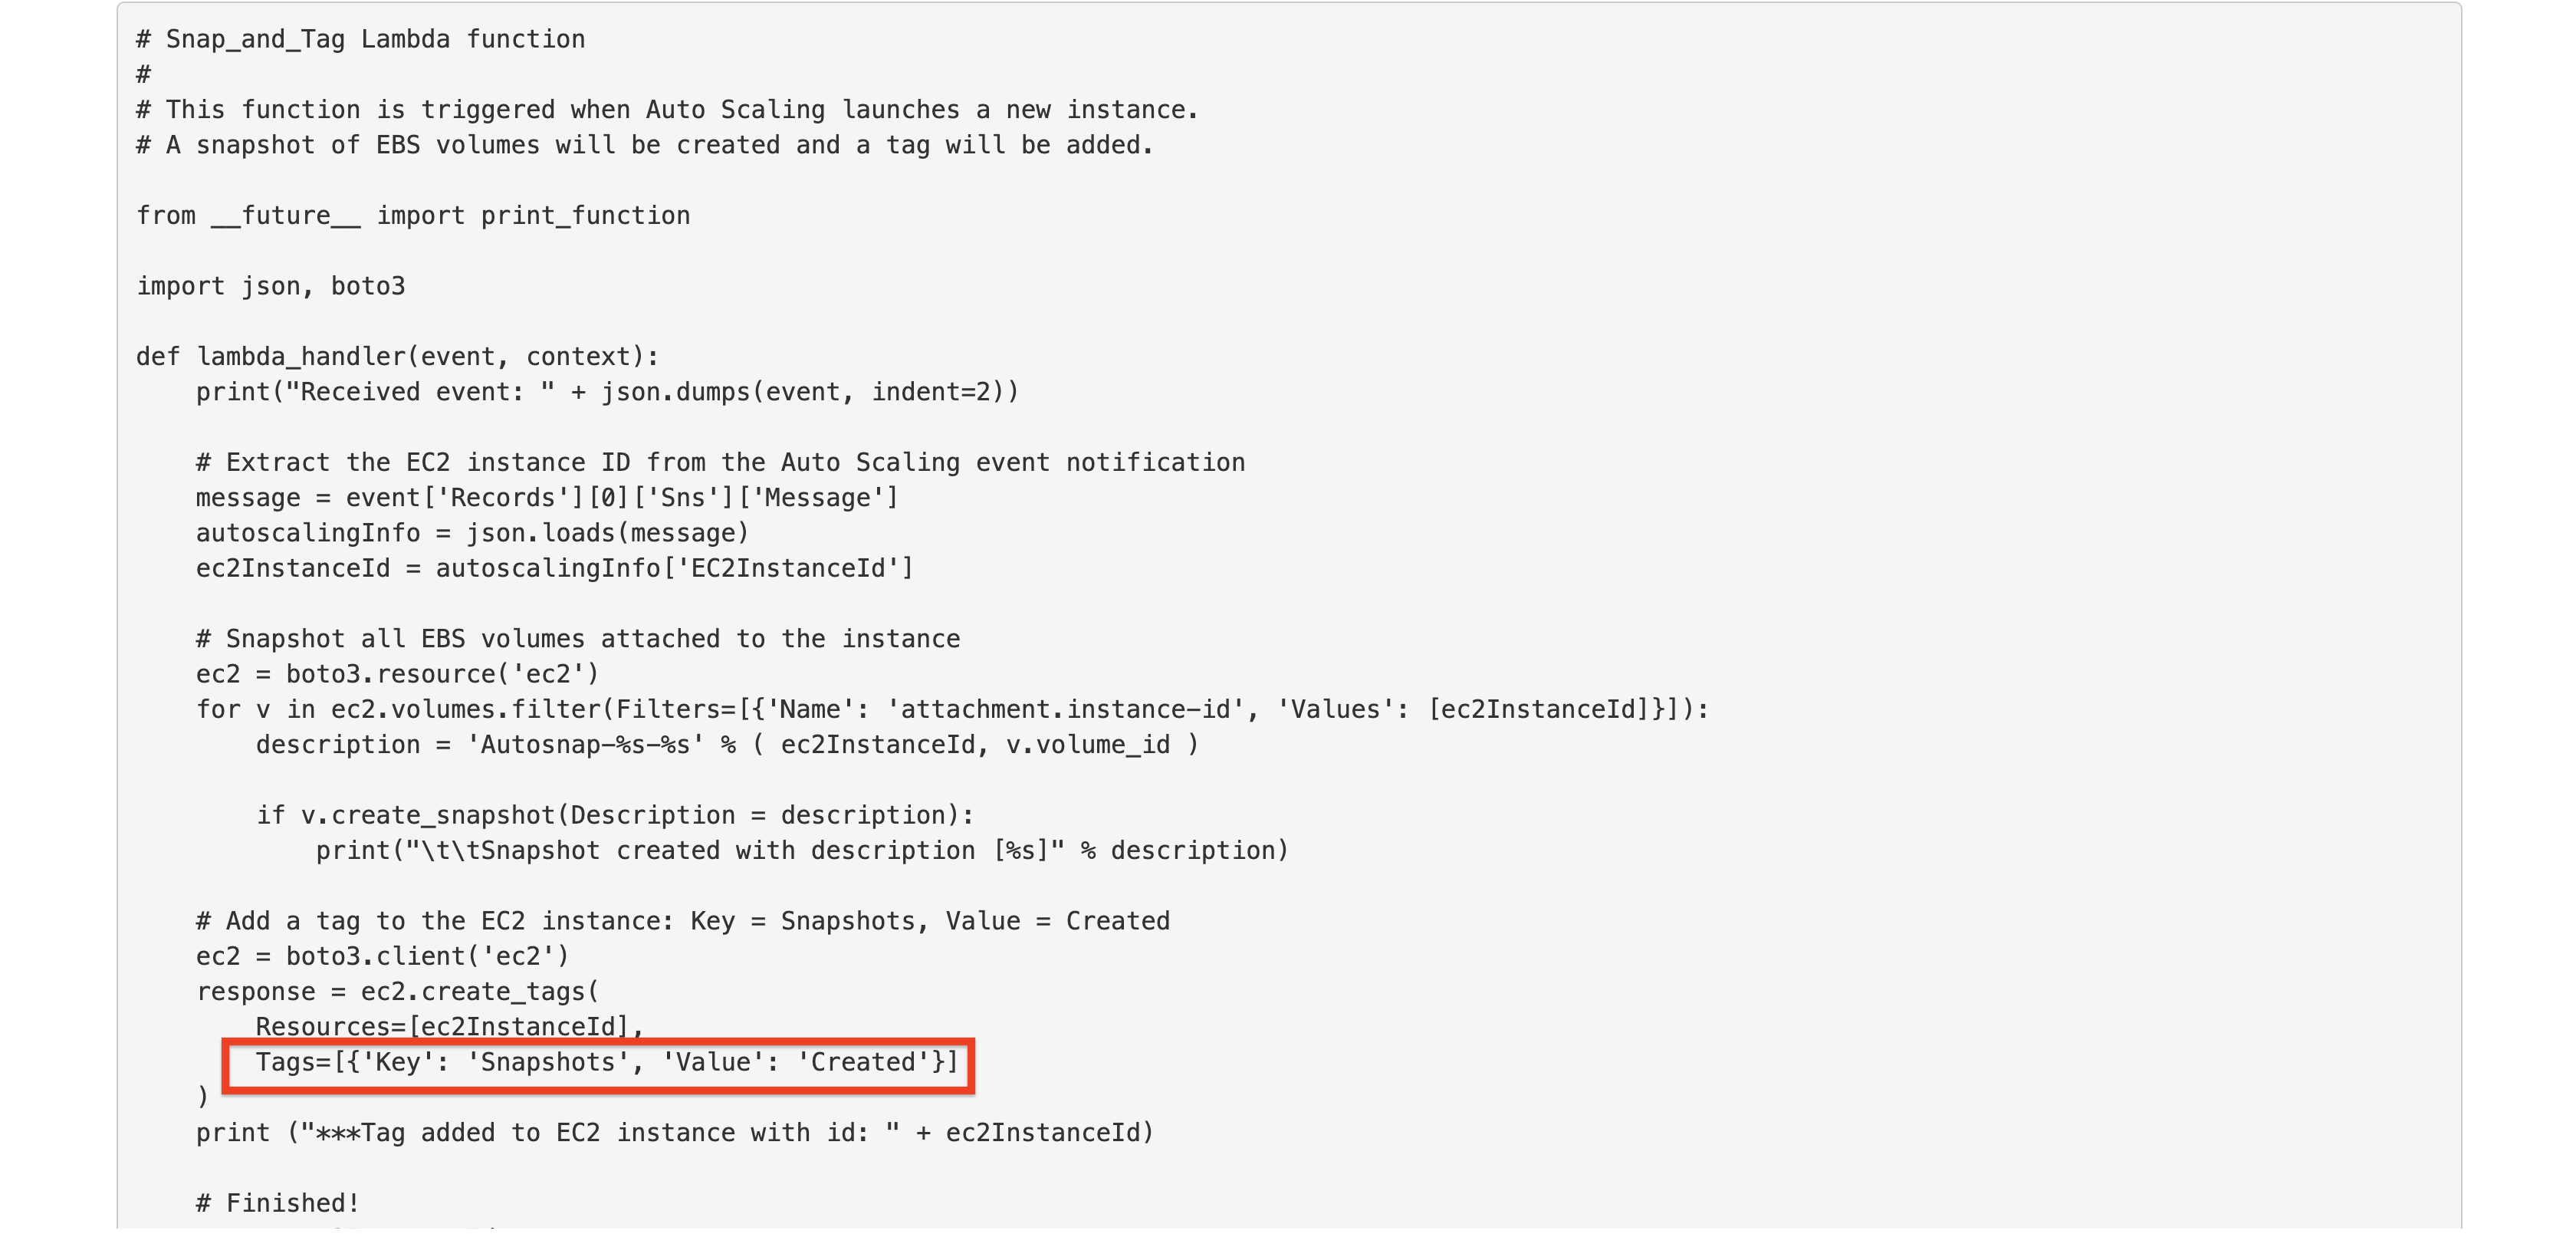 # Snap_and_Tag Lambda function
#
# This function is triggered when Auto Scaling launches a new instance.
# A snapshot of EBS volumes will be created and a tag will be added.

from __future__ import print_function

import json, boto3

def lambda_handler(event, context):
    print("Received event: " + json.dumps(event, indent=2))

    # Extract the EC2 instance ID from the Auto Scaling event notification
    message = event['Records'][0]['Sns']['Message']
    autoscalingInfo = json.loads(message)
    ec2InstanceId = autoscalingInfo['EC2InstanceId']

    # Snapshot all EBS volumes attached to the instance
    ec2 = boto3.resource('ec2')
    for v in ec2.volumes.filter(Filters=[{'Name': 'attachment.instance-id', 'Values': [ec2InstanceId]}]):
        description = 'Autosnap-%s-%s' % ( ec2InstanceId, v.volume_id )

        if v.create_snapshot(Description = description):
            print("\t\tSnapshot created with description [%s]" % description)

    # Add a tag to the EC2 instance: Key = Snapshots, Value = Created
    ec2 = boto3.client('ec2')
    response = ec2.create_tags(
        Resources=[ec2InstanceId],
        Tags=[{'Key': 'Snapshots', 'Value': 'Created'}]
    )
    print ("***Tag added to EC2 instance with id: " + ec2InstanceId)

    # Finished!